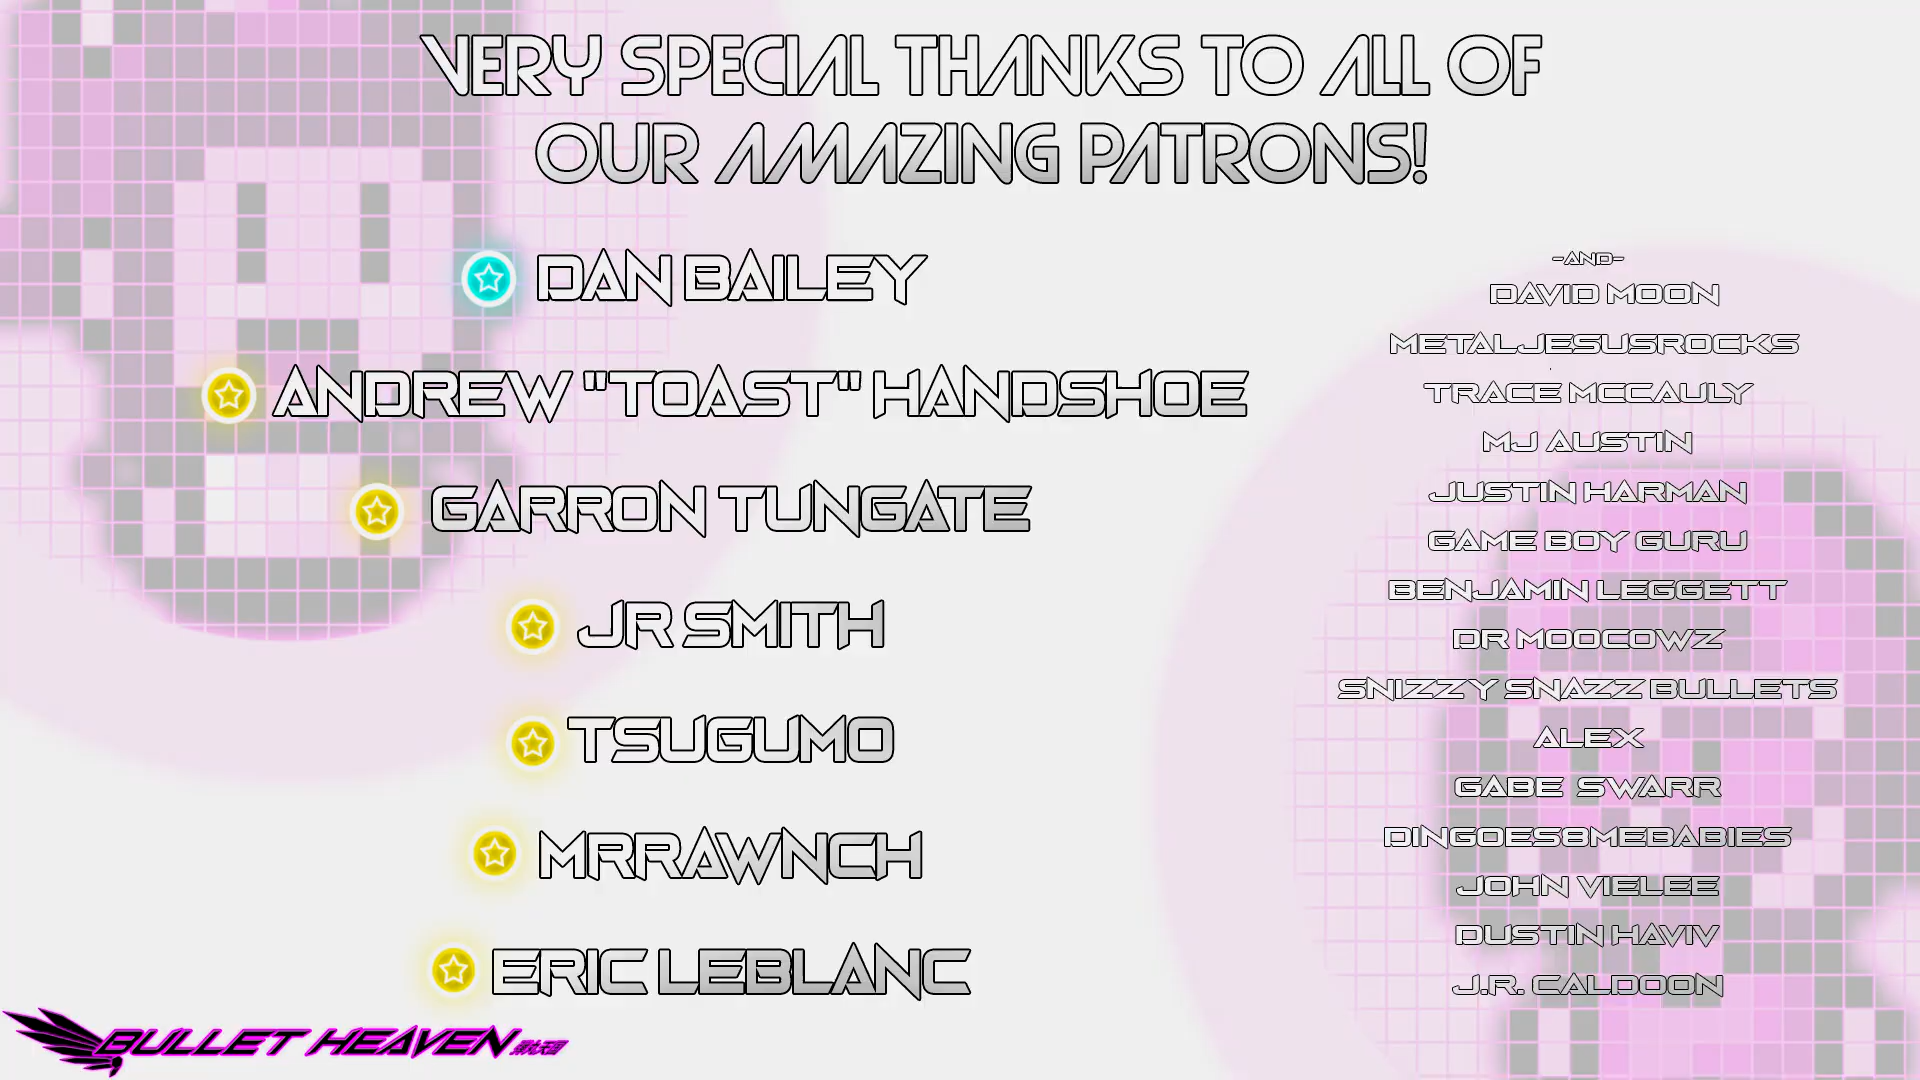 VERY SPECIAL THANKS TO ALL OF
OUR AMAZING PATRONS!
DAN BAILEY
ANDREW "TOAST" HANDSHOE
GARRON TUNGATE
JR SMITH
TSUGUMO
MRRAWNCH
ERIC LEBLANC
-AND-
DAVID MOON
METALJESUSROCKS
TRACE MCCAULY
MJ AUSTIN
JUSTIN HARMAN
GAME BOY GURU
BENJAMIN LEGGETT
DR MOOCOWZ
SNIZZY SNAZZ BULLETS
ALEX
GABE SWARR
DINGOES8MEBABIES
JOHN VIELEE
DUSTIN HAVIV
J.R. CALDOON
BULLET HEAVEN